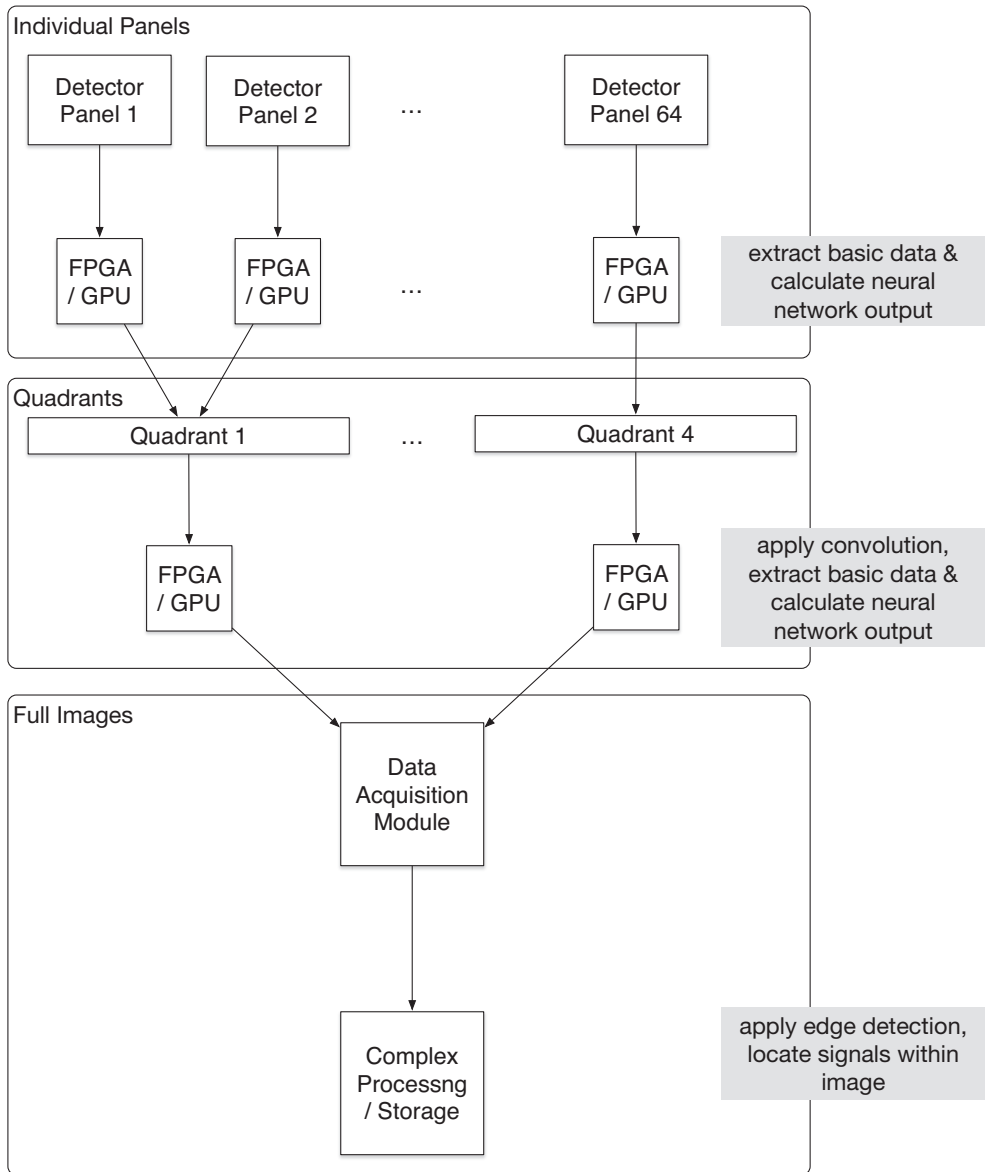 Individual Panels
Detector
Panel 1
Detector
Panel 2
...
Detector
Panel 64
FPGA
/ GPU
FPGA
/ GPU
...
FPGA
/ GPU
extract basic data &
calculate neural
network output
Quadrants
Quadrant 1
...
Quadrant 4
FPGA
/ GPU
FPGA
/ GPU
apply convolution,
extract basic data &
calculate neural
network output
Full Images
Data
Acquisition
Module
Complex
Processng
/ Storage
apply edge detection,
locate signals within
image